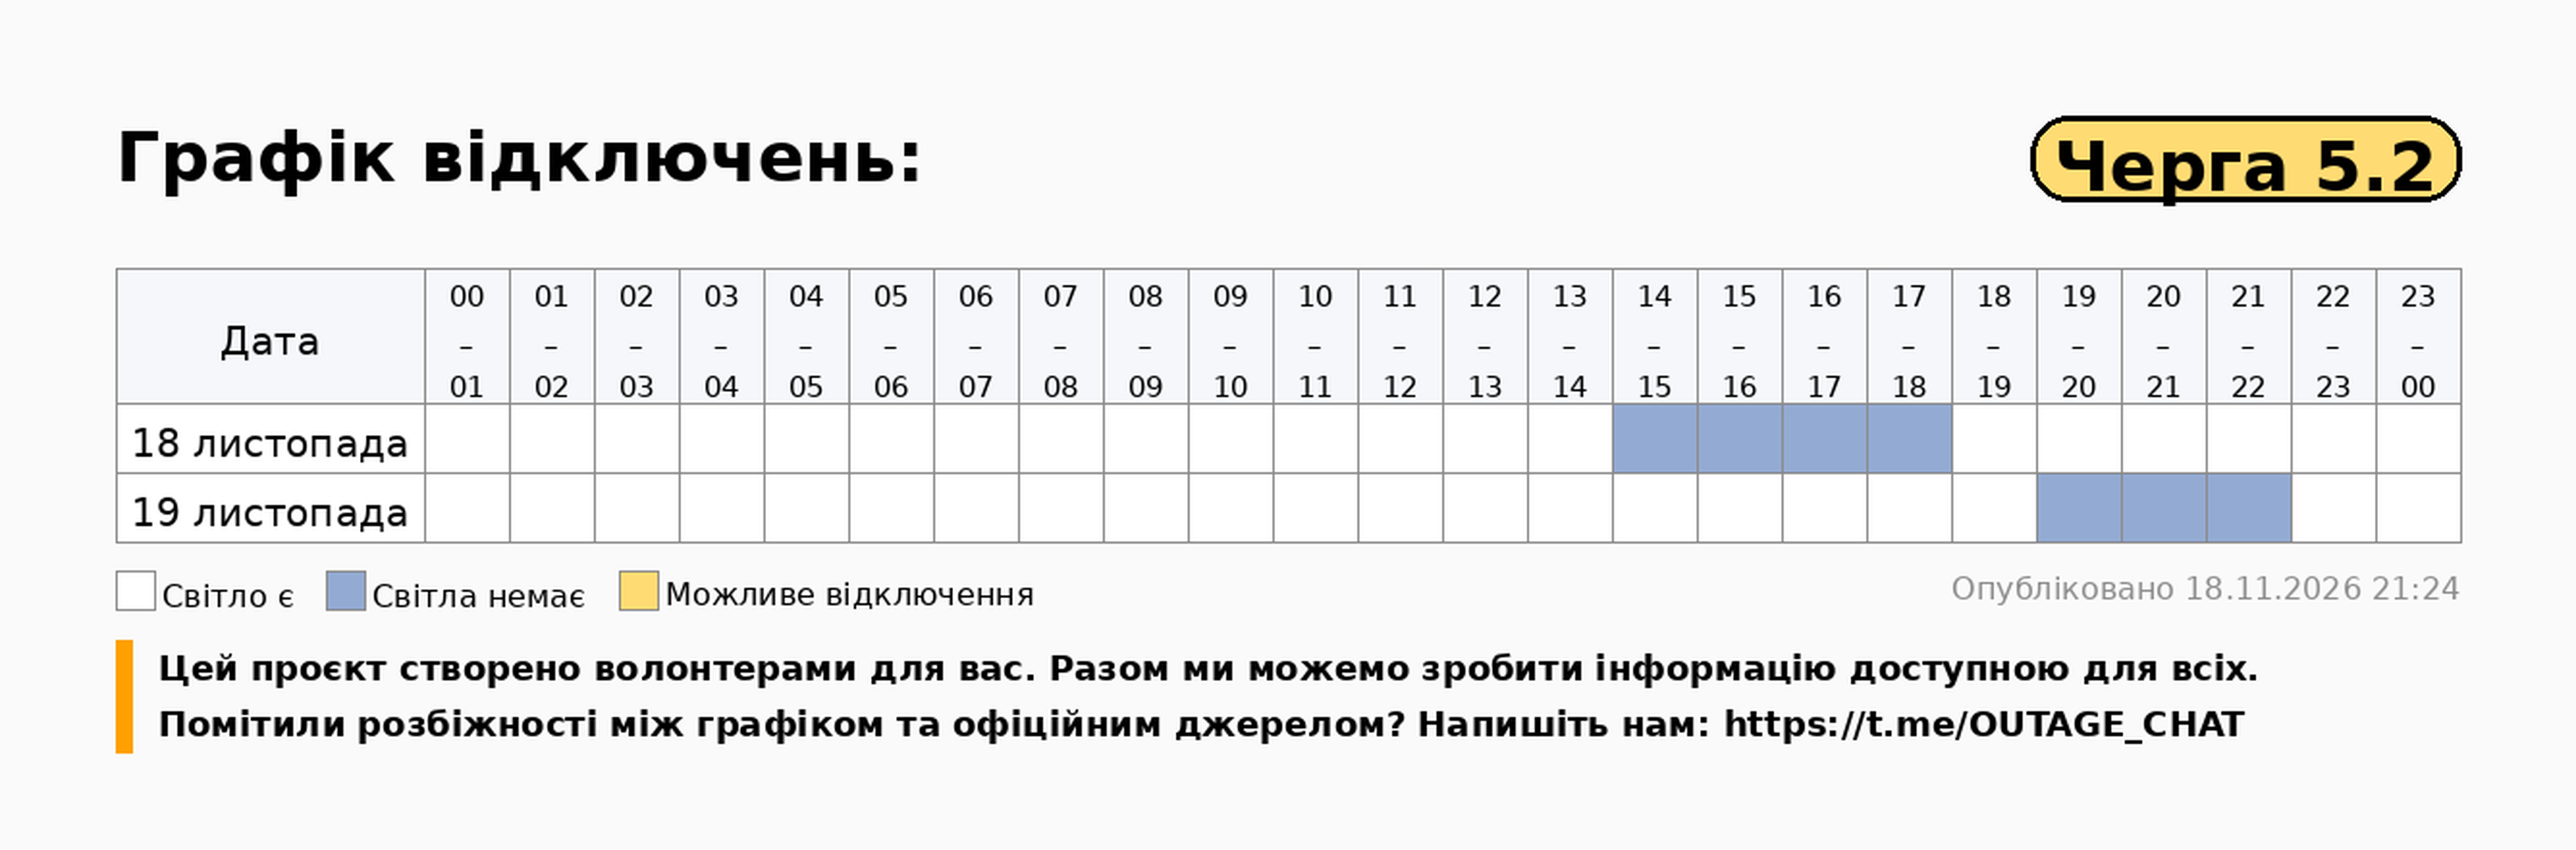 Графік відключень:
Черга 5.2
Дата 00 – 01 01 – 02 02 – 03 03 – 04 04 – 05 05 – 06 06 – 07 07 – 08 08 – 09 09 – 10 10 – 11 11 – 12 12 – 13 13 – 14 14 – 15 15 – 16 16 – 17 17 – 18 18 – 19 19 – 20 20 – 21 21 – 22 22 – 23 23 – 00
18 листопада
19 листопада
Світло є Світла немає Можливе відключення
Опубліковано 18.11.2026 21:24
Цей проєкт створено волонтерами для вас. Разом ми можемо зробити інформацію доступною для всіх.
Помітили розбіжності між графіком та офіційним джерелом? Напишіть нам: https://t.me/OUTAGE_CHAT